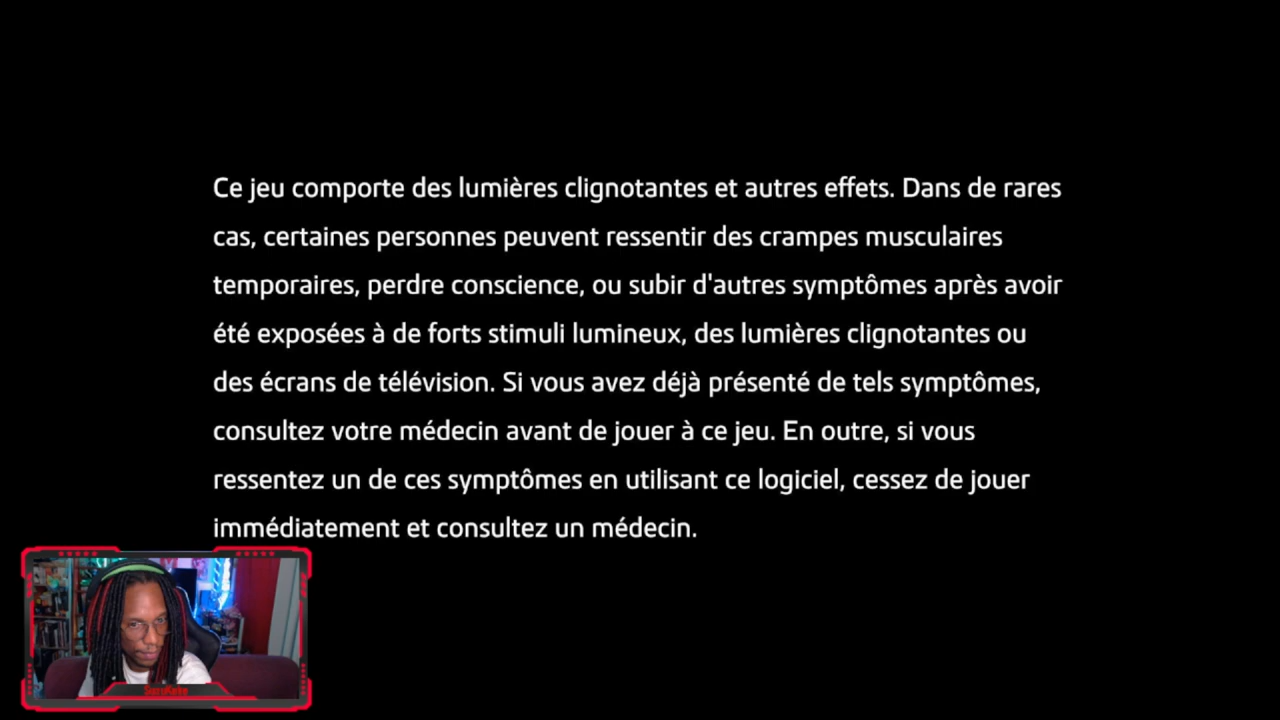 Ce jeu comporte des lumières clignotantes et autres effets. Dans de rares
cas, certaines personnes peuvent ressentir des crampes musculaires
temporaires, perdre conscience, ou subir d'autres symptômes après avoir
été exposées à de forts stimuli lumineux, des lumières clignotantes ou
des écrans de télévision. Si vous avez déjà présenté de tels symptômes,
consultez votre médecin avant de jouer à ce jeu. En outre, si vous
ressentez un de ces symptômes en utilisant ce logiciel, cessez de jouer
immédiatement et consultez un médecin.